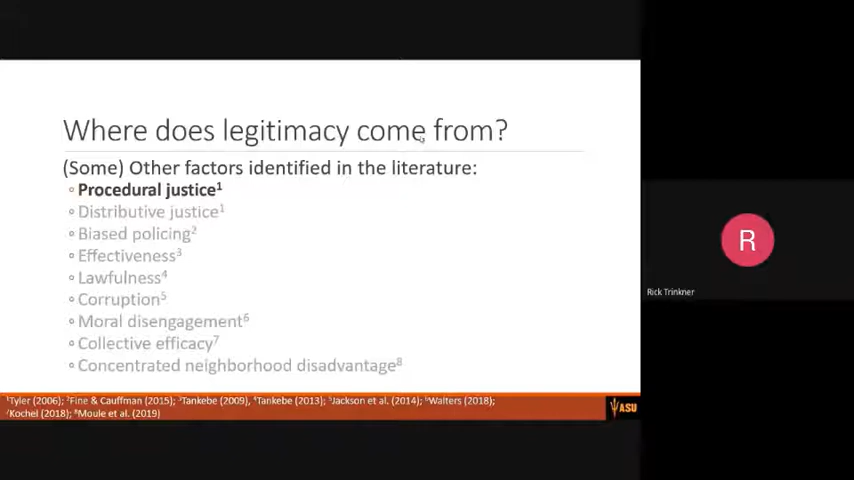 Where does legitimacy come from?
(Some) Other factors identified in the literature:
◦ Procedural justice¹
◦ Distributive justice¹
◦ Biased policing²
◦ Effectiveness³
◦ Lawfulness⁴
◦ Corruption⁵
◦ Moral disengagement⁶
◦ Collective efficacy⁷
◦ Concentrated neighborhood disadvantage⁸
¹Tyler (2006); ²Fine & Cauffman (2015); ³Tankebe (2009), ⁴Tankebe (2013); ⁵Jackson et al. (2014); ⁶Walters (2018);
⁷Kochel (2018); ⁸Moule et al. (2019)
ASU
R
Rick Trinkner